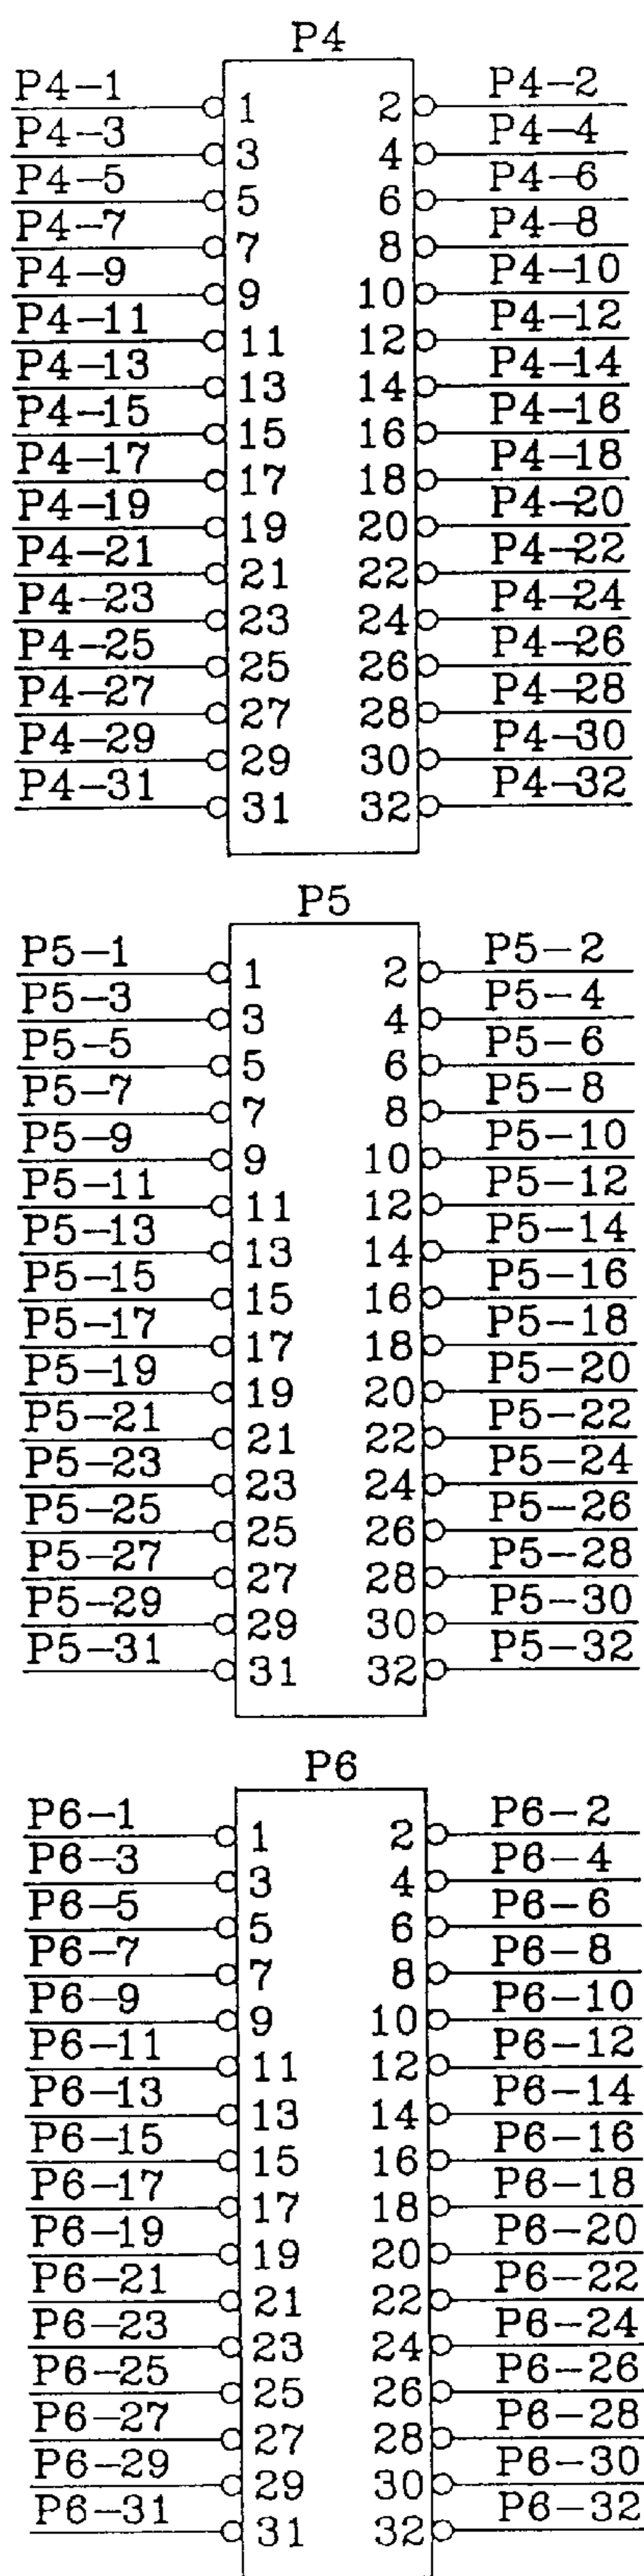 P4
P4-1 1 2 P4-2
P4-3 3 4 P4-4
P4-5 5 6 P4-6
P4-7 7 8 P4-8
P4-9 9 10 P4-10
P4-11 11 12 P4-12
P4-13 13 14 P4-14
P4-15 15 16 P4-16
P4-17 17 18 P4-18
P4-19 19 20 P4-20
P4-21 21 22 P4-22
P4-23 23 24 P4-24
P4-25 25 26 P4-26
P4-27 27 28 P4-28
P4-29 29 30 P4-30
P4-31 31 32 P4-32
P5
P5-1 1 2 P5-2
P5-3 3 4 P5-4
P5-5 5 6 P5-6
P5-7 7 8 P5-8
P5-9 9 10 P5-10
P5-11 11 12 P5-12
P5-13 13 14 P5-14
P5-15 15 16 P5-16
P5-17 17 18 P5-18
P5-19 19 20 P5-20
P5-21 21 22 P5-22
P5-23 23 24 P5-24
P5-25 25 26 P5-26
P5-27 27 28 P5-28
P5-29 29 30 P5-30
P5-31 31 32 P5-32
P6
P6-1 1 2 P6-2
P6-3 3 4 P6-4
P6-5 5 6 P6-6
P6-7 7 8 P6-8
P6-9 9 10 P6-10
P6-11 11 12 P6-12
P6-13 13 14 P6-14
P6-15 15 16 P6-16
P6-17 17 18 P6-18
P6-19 19 20 P6-20
P6-21 21 22 P6-22
P6-23 23 24 P6-24
P6-25 25 26 P6-26
P6-27 27 28 P6-28
P6-29 29 30 P6-30
P6-31 31 32 P6-32